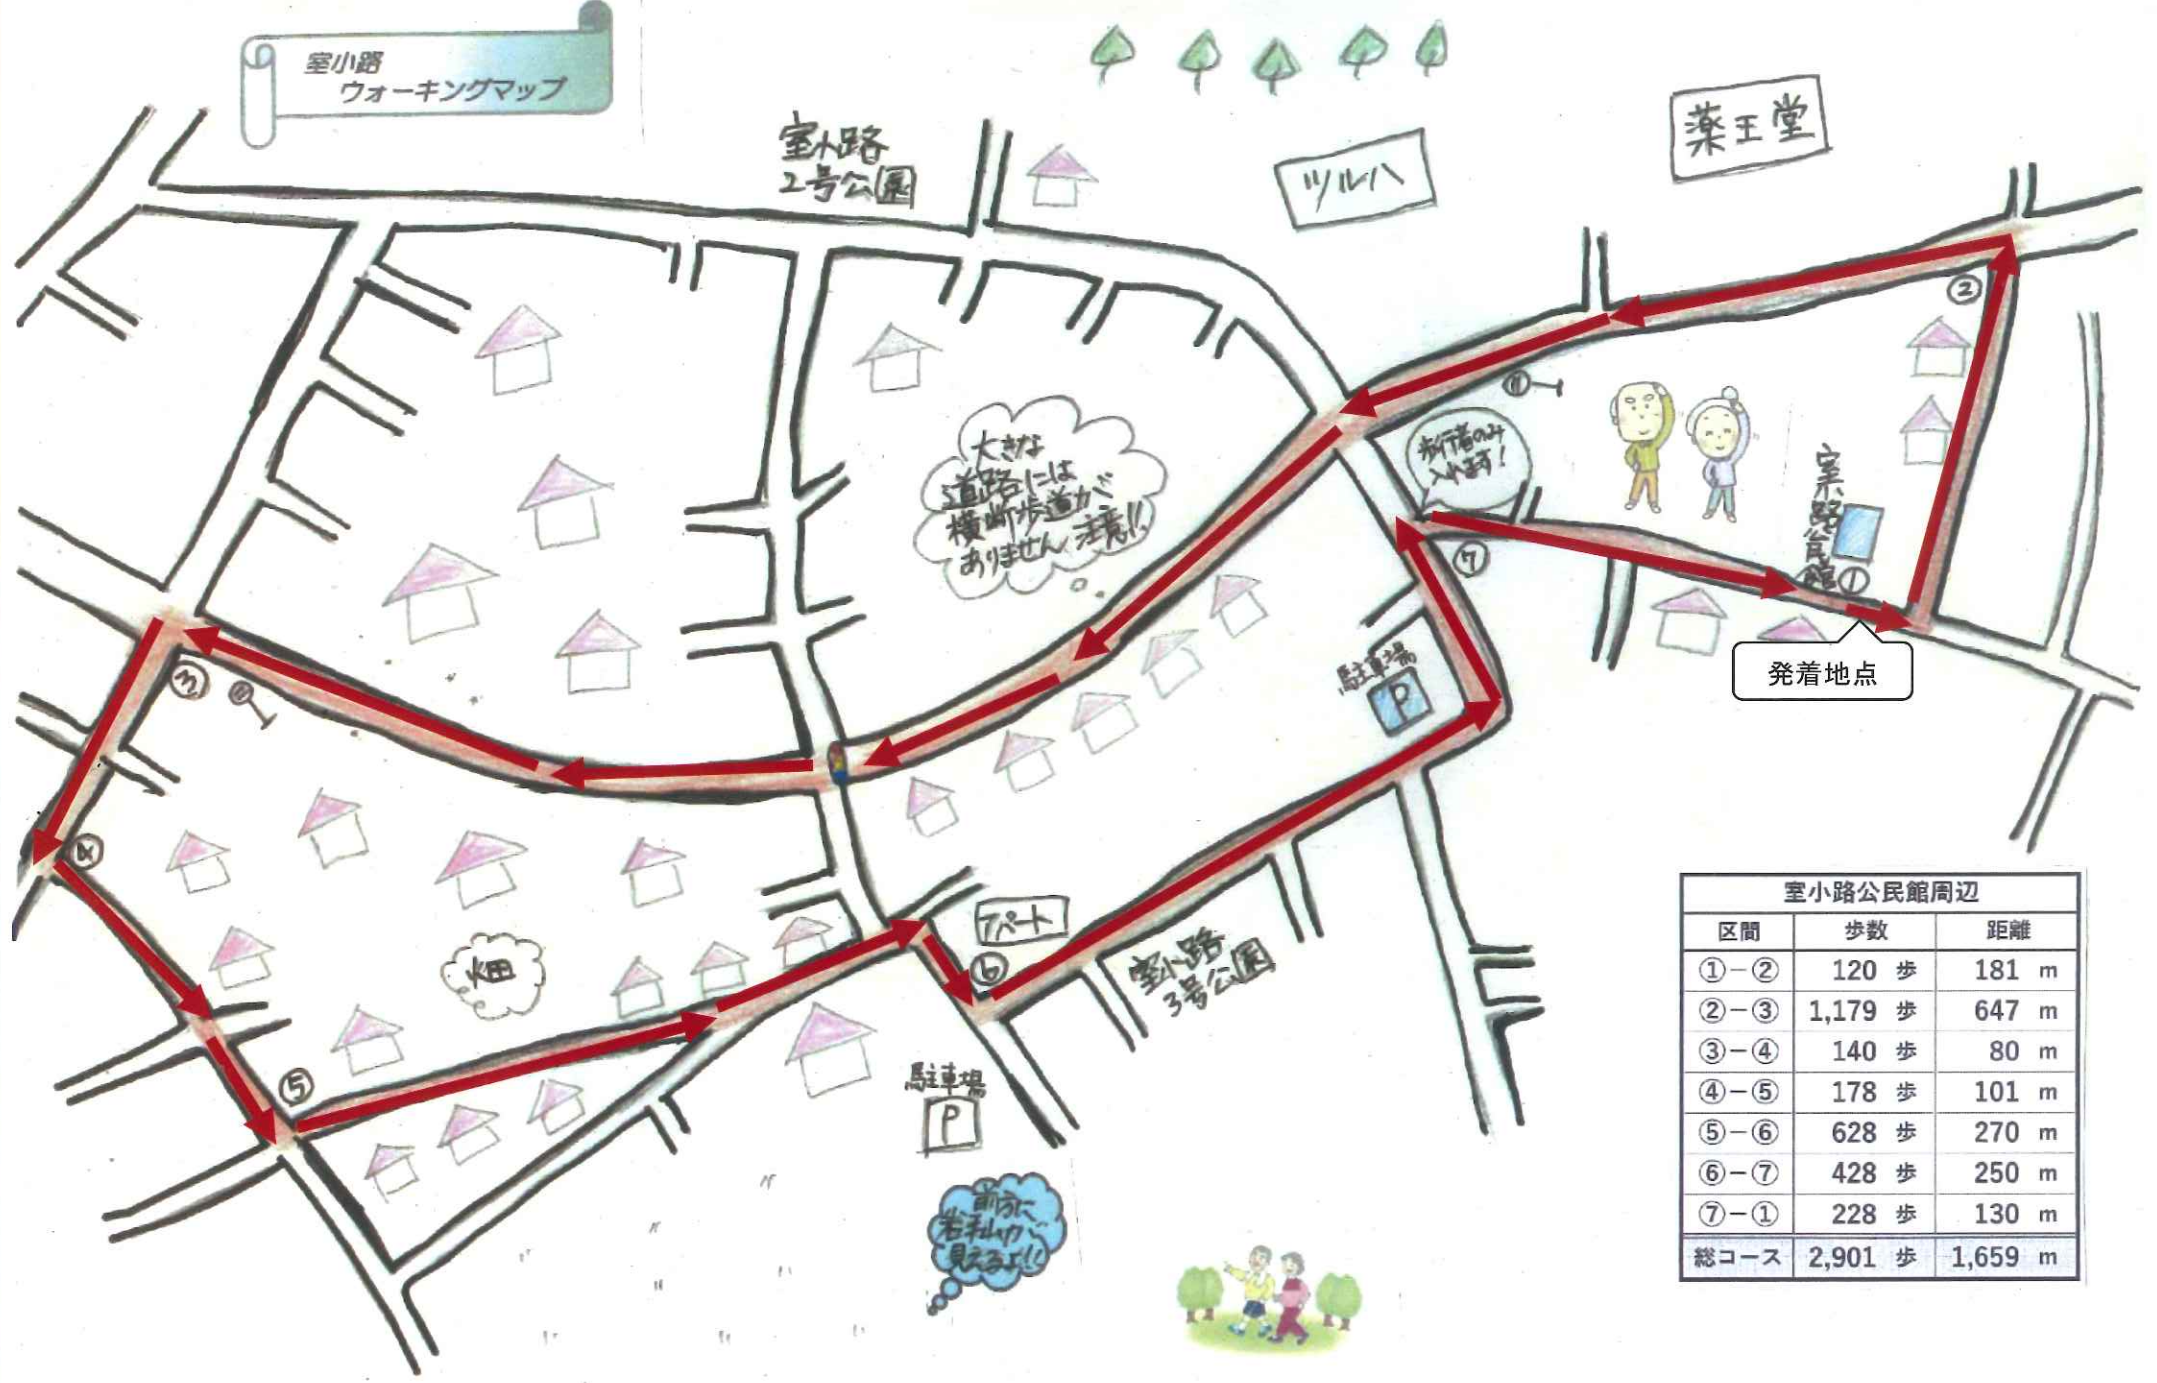 室小路
ウォーキングマップ
室小路
2号公園
ツルハ
薬王堂
②
大きな
道路には
横断歩道が
ありません 注意!!
歩行者のみ
入れます！
⑦
①
発着地点
駐車場
P
③
④
畑
アパート
⑥
室小路
3号公園
⑤
駐車場
P
前方に
岩手山が
見えるよ!!
室小路公民館周辺
区間 歩数 距離
①－② 120 歩 181 m
②－③ 1,179 歩 647 m
③－④ 140 歩 80 m
④－⑤ 178 歩 101 m
⑤－⑥ 628 歩 270 m
⑥－⑦ 428 歩 250 m
⑦－① 228 歩 130 m
総コース 2,901 歩 1,659 m